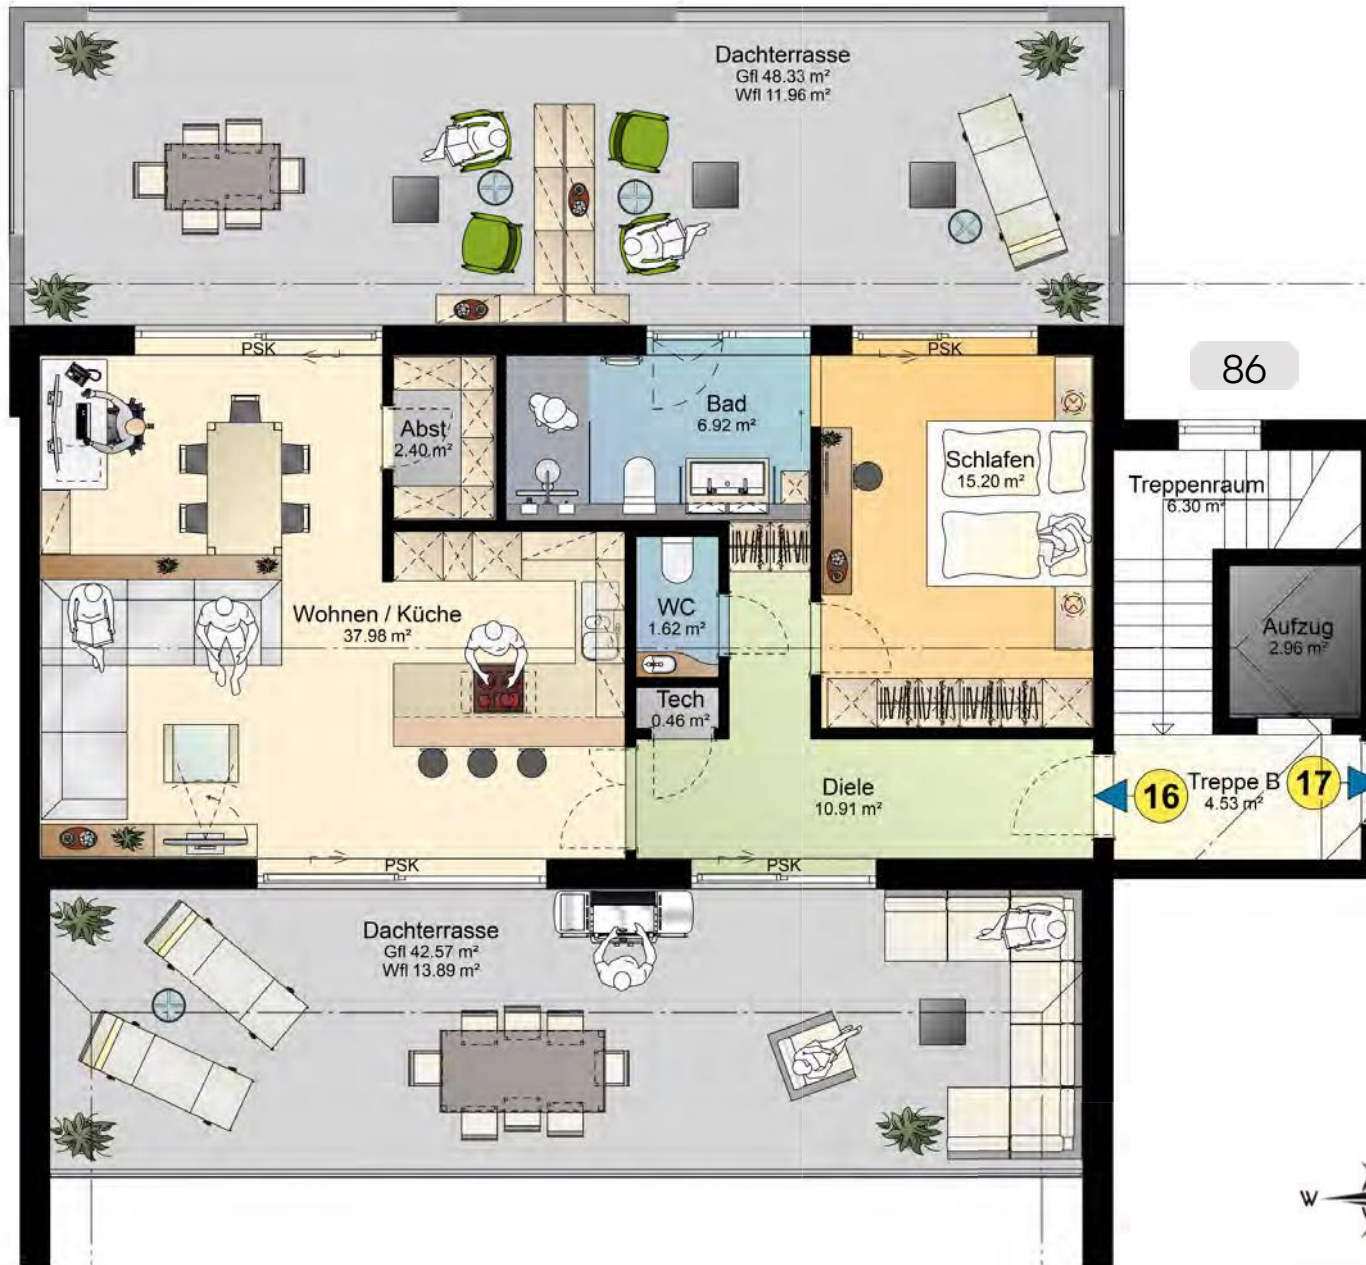 Dachterrasse
Gfl 48.33 m²
Wfl 11.96 m²
PSK
PSK
86
Bad
6.92 m²
Abst
2.40 m²
Schlafen
15.20 m²
Treppenraum
6.30 m²
Wohnen / Küche
37.98 m²
WC
1.62 m²
Aufzug
2.96 m²
Tech
0.46 m²
Diele
10.91 m²
16
Treppe B
4.53 m²
17
PSK
PSK
Dachterrasse
Gfl 42.57 m²
Wfl 13.89 m²
W